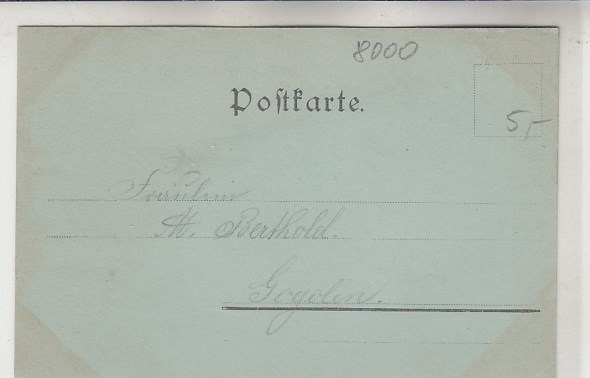 8000
Postkarte.
5,-
Fräulein
M. Berthold.
Gogolin.